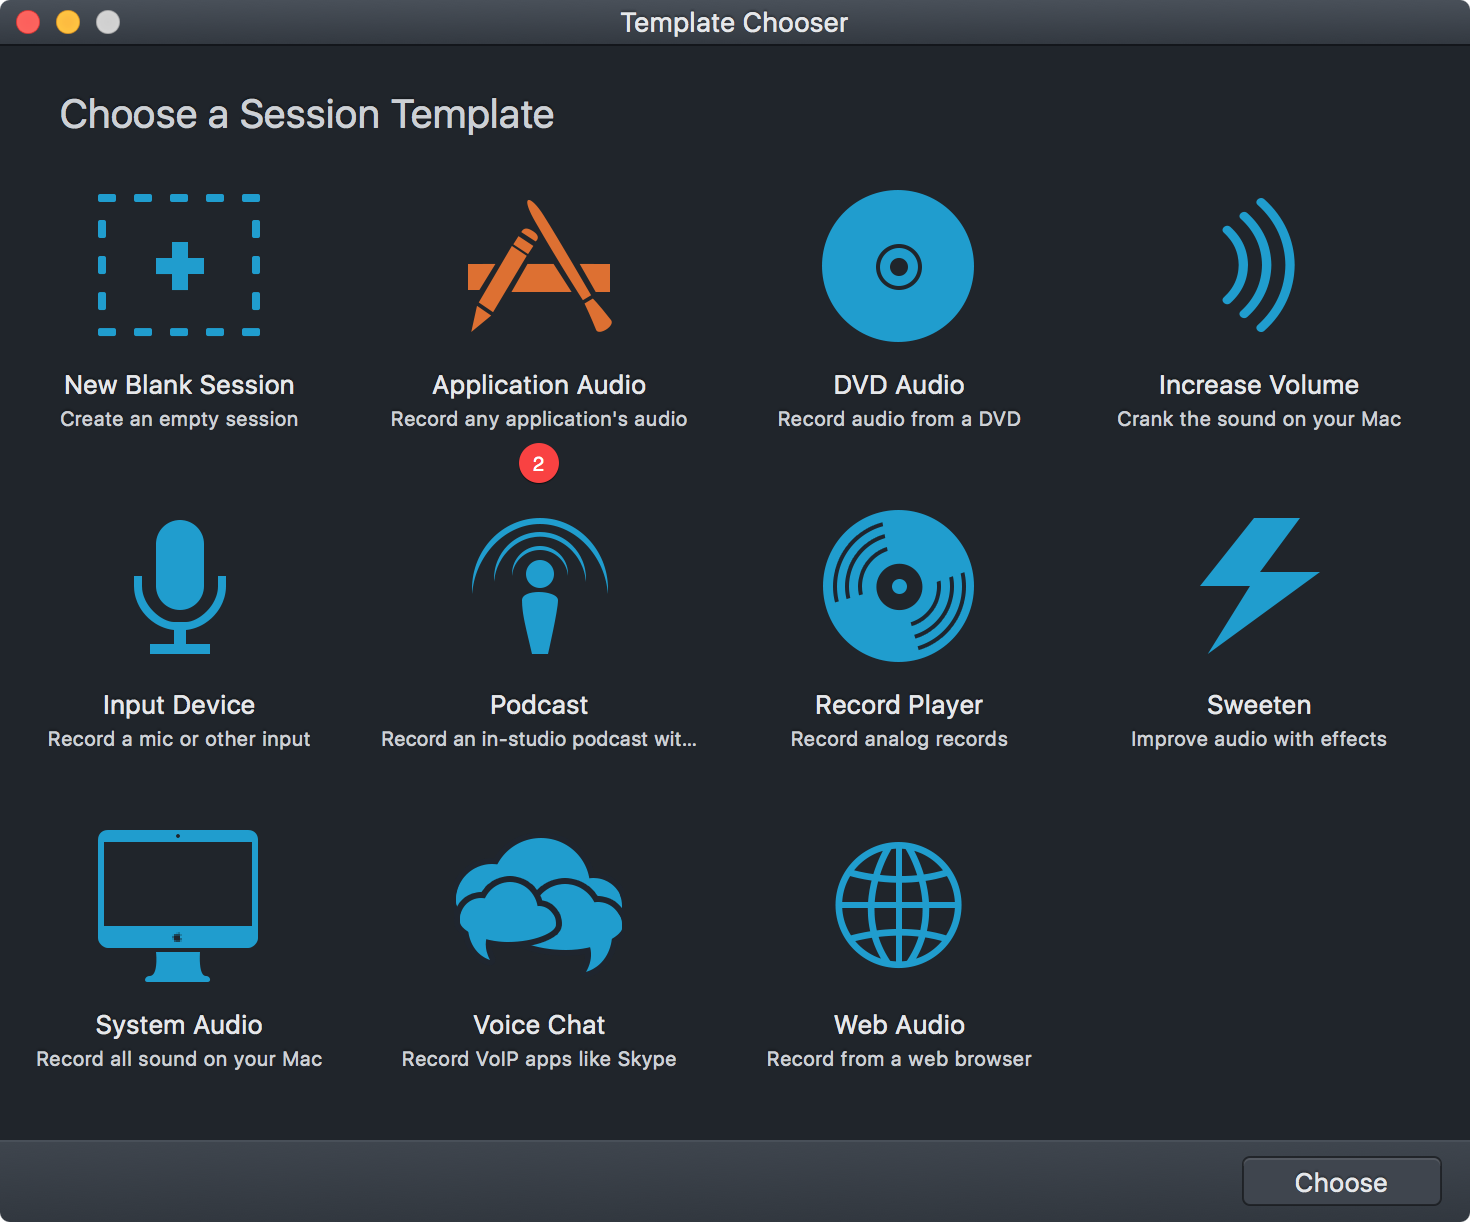 Template Chooser
Choose a Session Template
New Blank Session
Create an empty session
Application Audio
Record any application's audio
DVD Audio
Record audio from a DVD
Increase Volume
Crank the sound on your Mac
2
Input Device
Record a mic or other input
Podcast
Record an in-studio podcast wit...
Record Player
Record analog records
Sweeten
Improve audio with effects
System Audio
Record all sound on your Mac
Voice Chat
Record VoIP apps like Skype
Web Audio
Record from a web browser
Choose